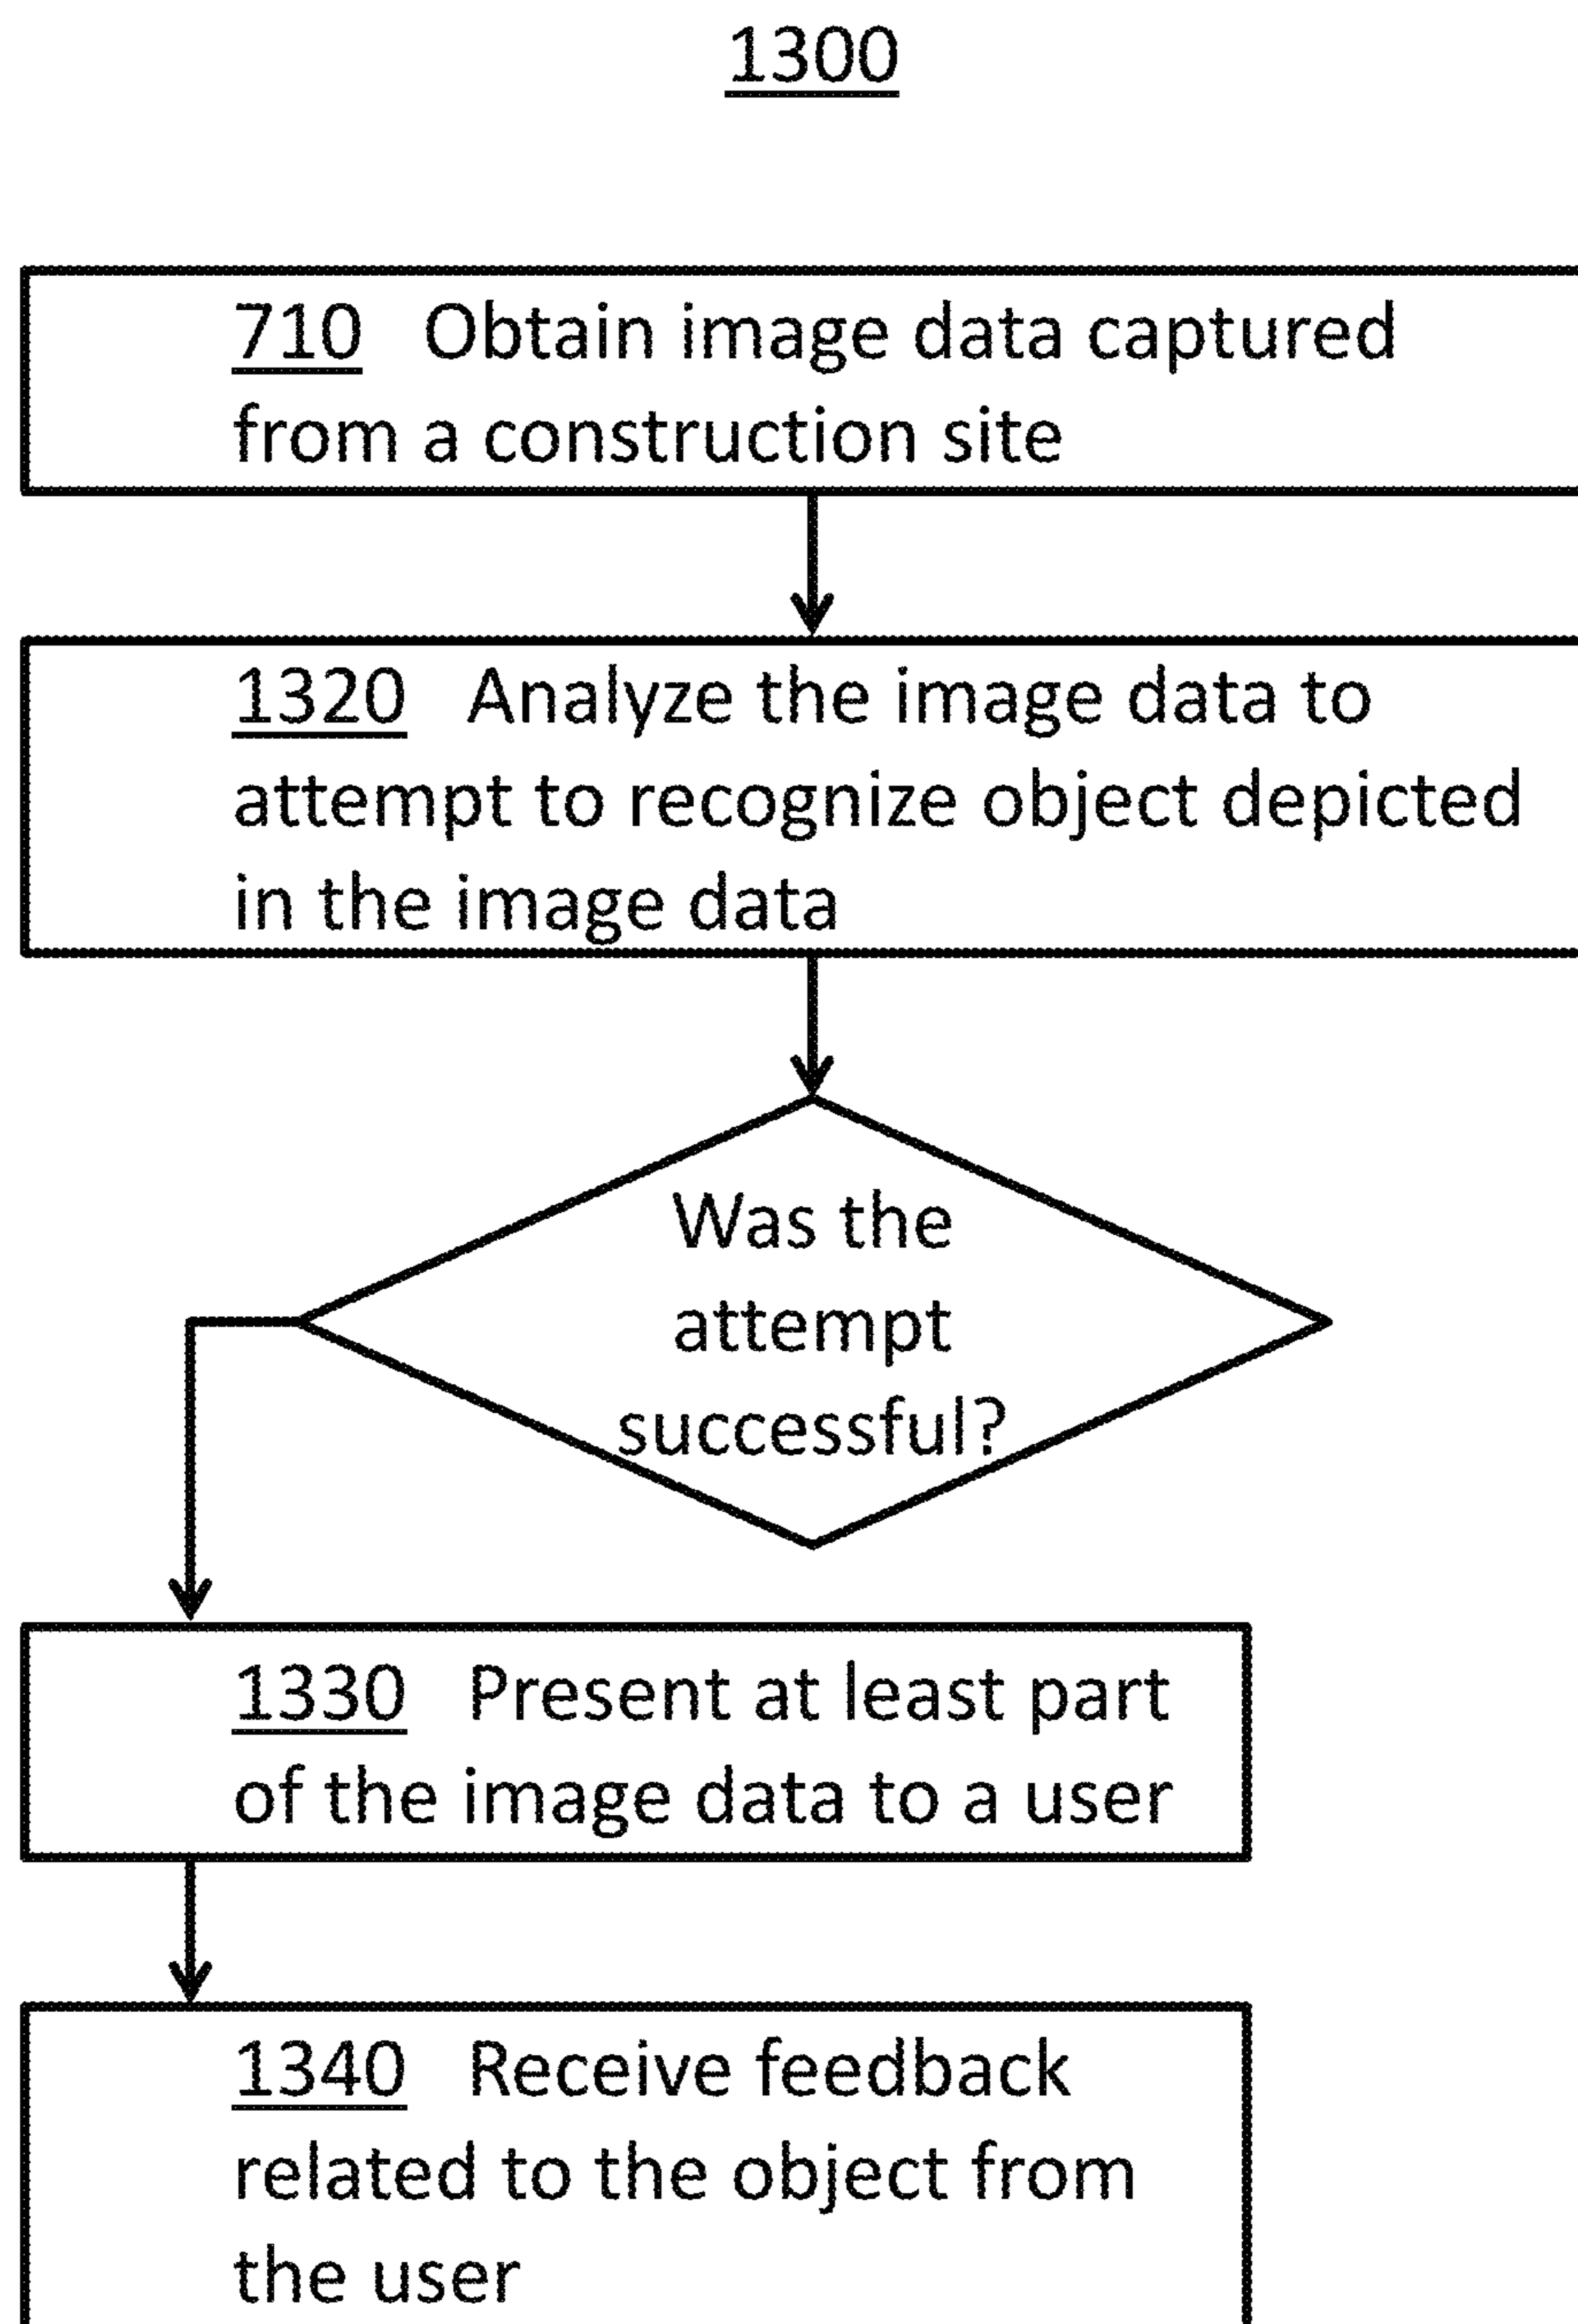 1300
710 Obtain image data captured
from a construction site
1320 Analyze the image data to
attempt to recognize object depicted
in the image data
Was the
attempt
successful?
1330 Present at least part
of the image data to a user
1340 Receive feedback
related to the object from
the user